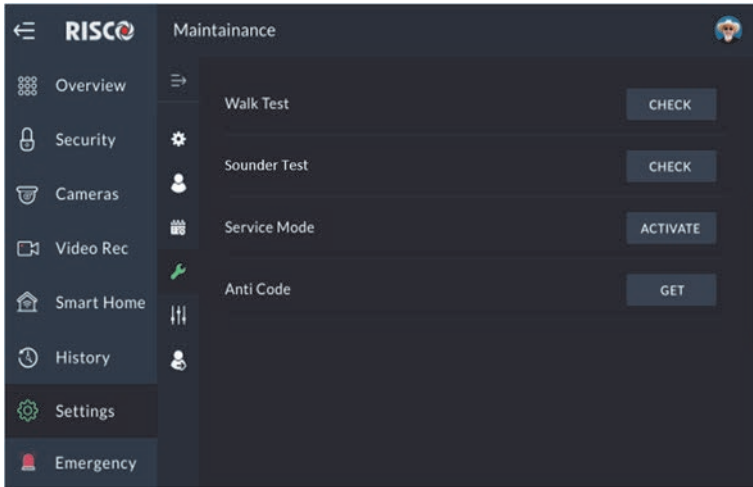 RISCO
Maintainance
Overview
Walk Test
CHECK
Security
Sounder Test
CHECK
Cameras
Service Mode
ACTIVATE
Video Rec
Anti Code
GET
Smart Home
History
Settings
Emergency